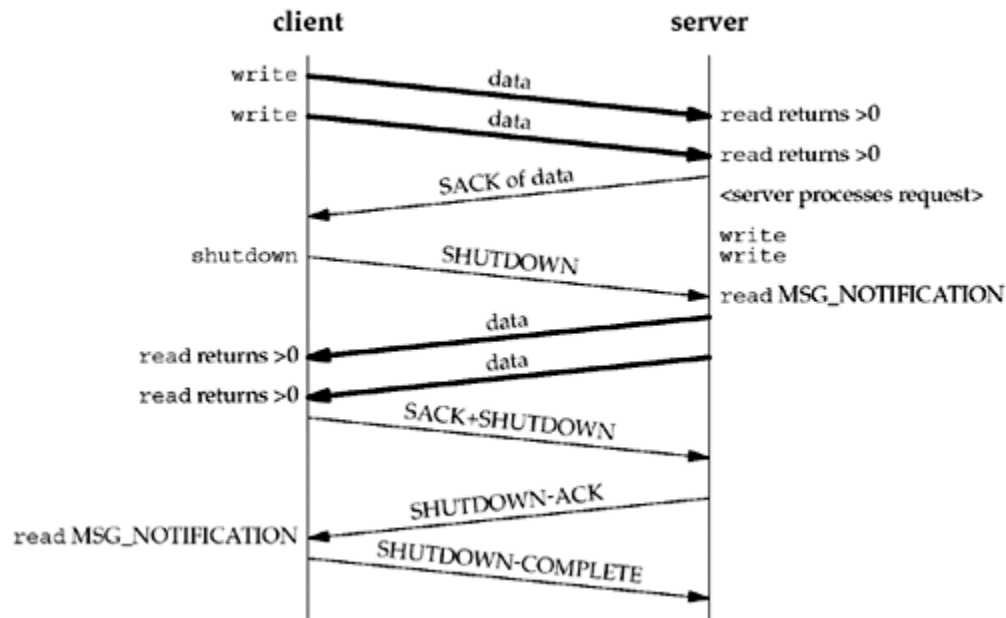 client server
write data
write data read returns >0
read returns >0
SACK of data
<server processes request>
write
shutdown SHUTDOWN write
read MSG_NOTIFICATION
data
read returns >0 data
read returns >0
SACK+SHUTDOWN
SHUTDOWN-ACK
read MSG_NOTIFICATION
SHUTDOWN-COMPLETE